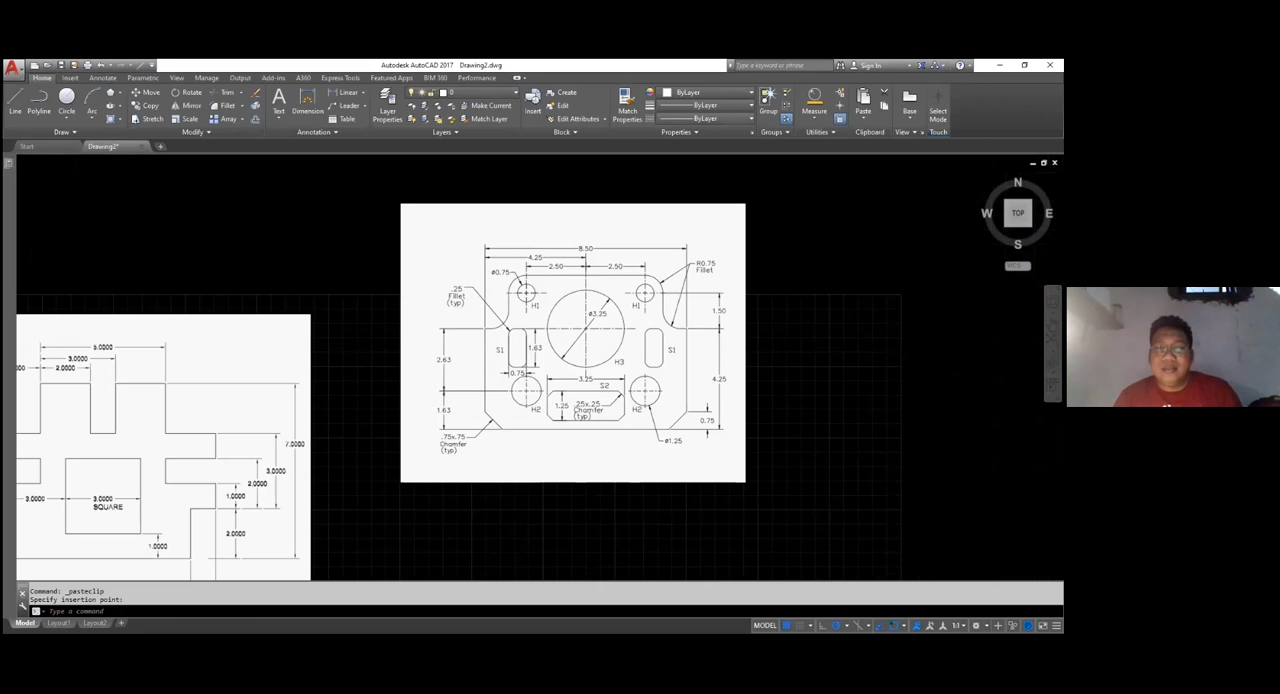 Autodesk AutoCAD 2017 Drawing2.dwg
Type a keyword or phrase
Sign In
Home Insert Annotate Parametric View Manage Output Add-ins A360 Express Tools Featured Apps BIM 360 Performance
Line Polyline Circle Arc
Move Rotate Trim
Copy Mirror Fillet
Stretch Scale Array
Text Dimension
Linear
Leader
Table
Layer Properties
0
Make Current
Match Layer
Insert
Create
Edit
Edit Attributes
Match Properties
ByLayer
ByLayer
ByLayer
Group
Measure
Paste
Base
Select Mode
Draw Modify Annotation Layers Block Properties Groups Utilities Clipboard View Touch
Start Drawing2*
N
W TOP E
S
WCS
8.50
4.25
2.50 2.50
R0.75
Fillet
ø0.75
.25
Fillet
(typ)
H1 H1
ø3.25
1.50
S1 1.63 S1
2.63
H3
0.75
3.25
S2
4.25
1.25
.25x.25
Chamfer
(typ)
H2 H2
1.63
0.75
.75x.75
Chamfer
(typ)
ø1.25
5.0000
3.0000
2.0000
7.0000
3.0000
2.0000
1.0000
3.0000 3.0000
SQUARE
2.0000
1.0000
Command: _pasteclip
Specify insertion point:
Type a command
Model Layout1 Layout2 +
MODEL 1:1